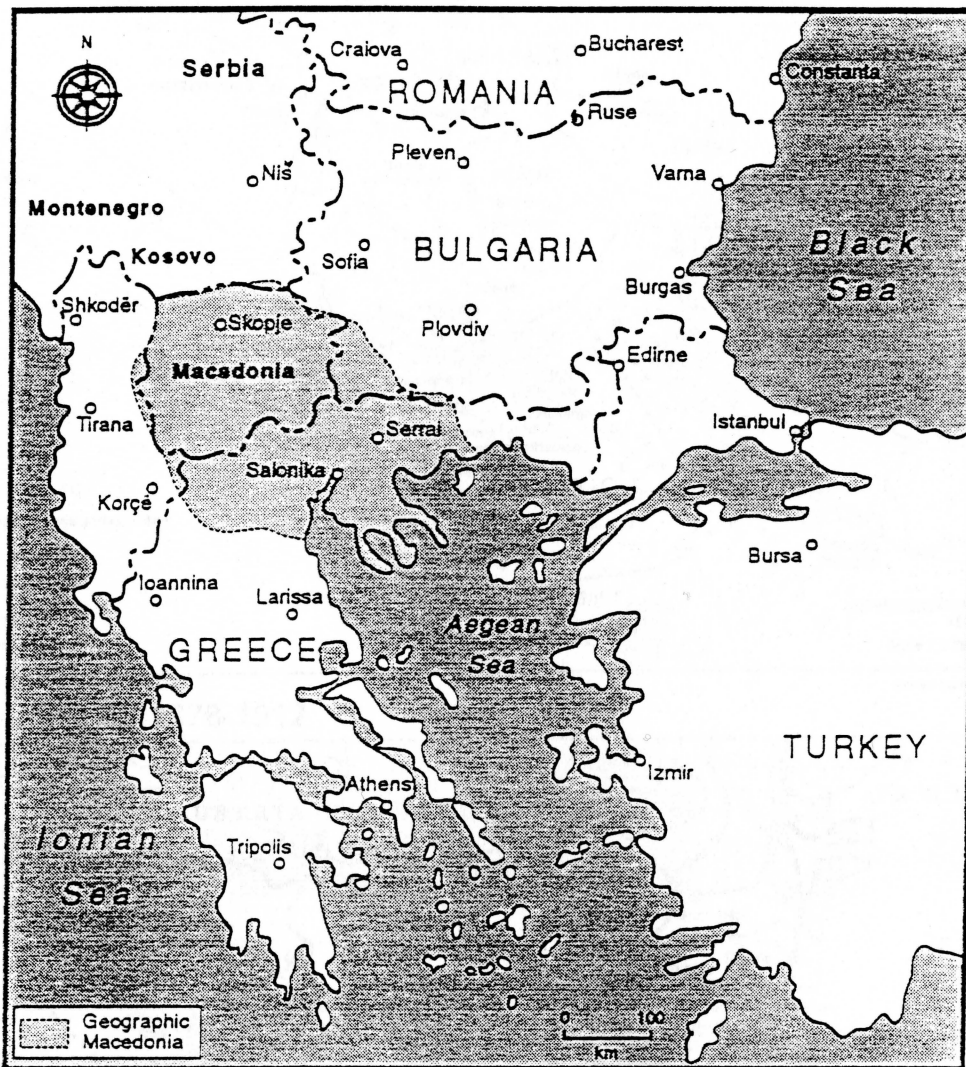 N
Craiova
Bucharest
Serbia
Constanta
ROMANIA
Ruse
Pleven
Niš
Varna
Montenegro
Kosovo
Sofia
BULGARIA
Black
Sea
Burgas
Shkodër
Skopje
Plovdiv
Edirne
Macedonia
Tirana
Serrai
Istanbul
Salonika
Korçë
Bursa
Ioannina
Larissa
Aegean
Sea
GREECE
TURKEY
Izmir
Athens
Ionian
Sea
Tripolis
Geographic
Macedonia
0 100
km